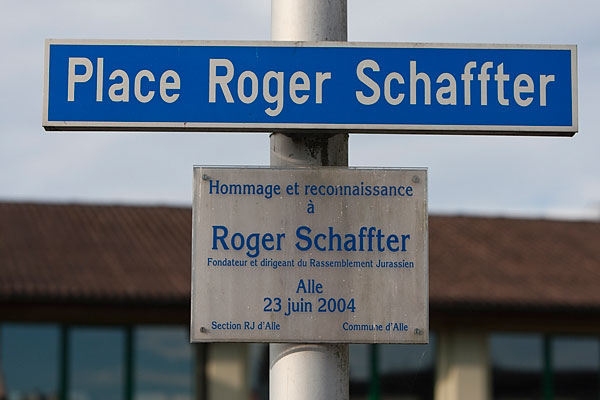 Place Roger Schaffter
Hommage et reconnaissance
à
Roger Schaffter
Fondateur et dirigeant du Rassemblement Jurassien
Alle
23 juin 2004
Section RJ d'Alle Commune d'Alle